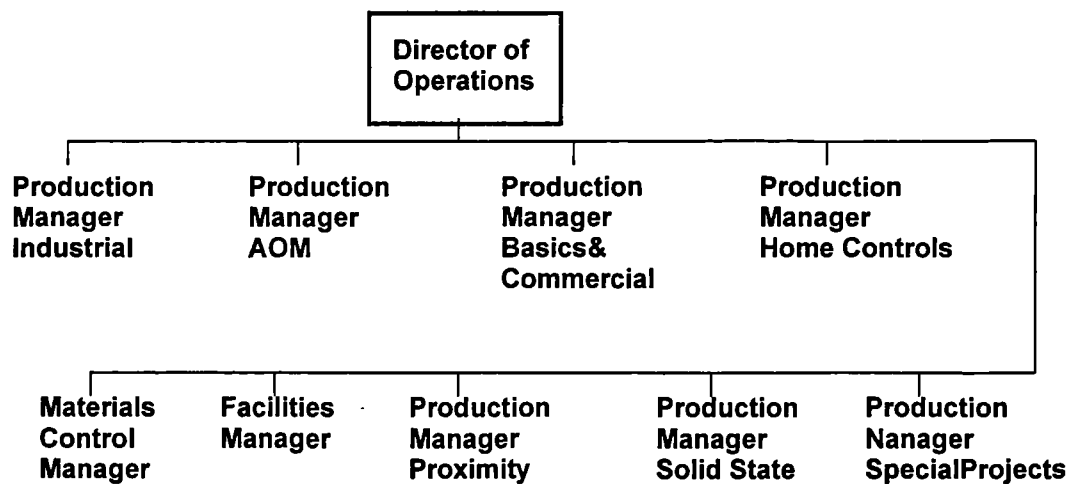 Director of
Operations
Production
Manager
Industrial
Production
Manager
AOM
Production
Manager
Basics&
Commercial
Production
Manager
Home Controls
Materials
Control
Manager
Facilities
Manager
Production
Manager
Proximity
Production
Manager
Solid State
Production
Nanager
SpecialProjects